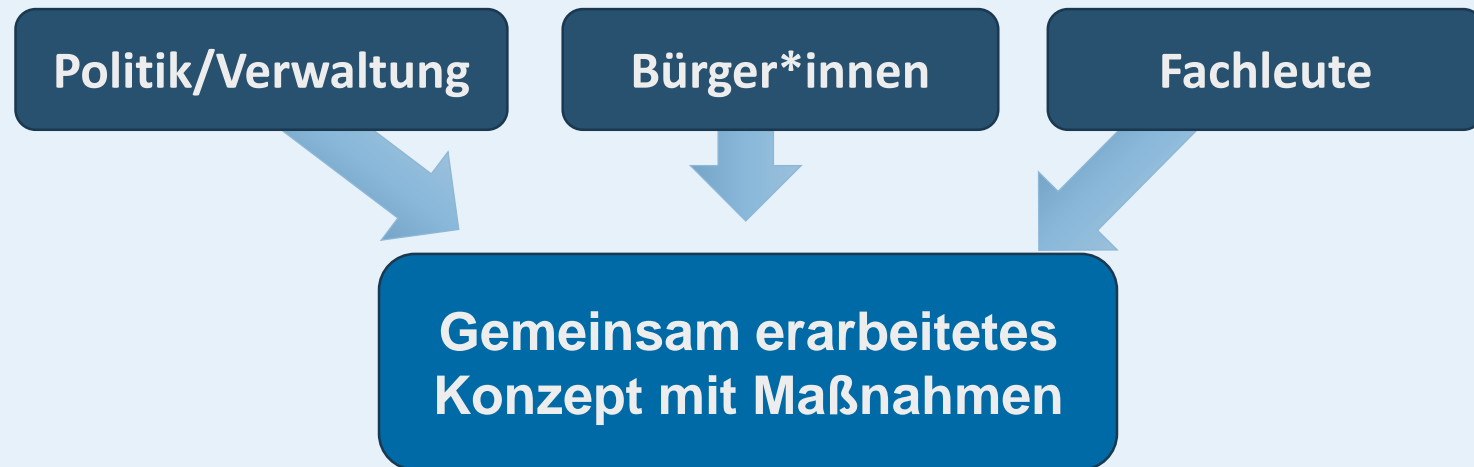 Politik/Verwaltung
Bürger*innen
Fachleute
Gemeinsam erarbeitetes
Konzept mit Maßnahmen